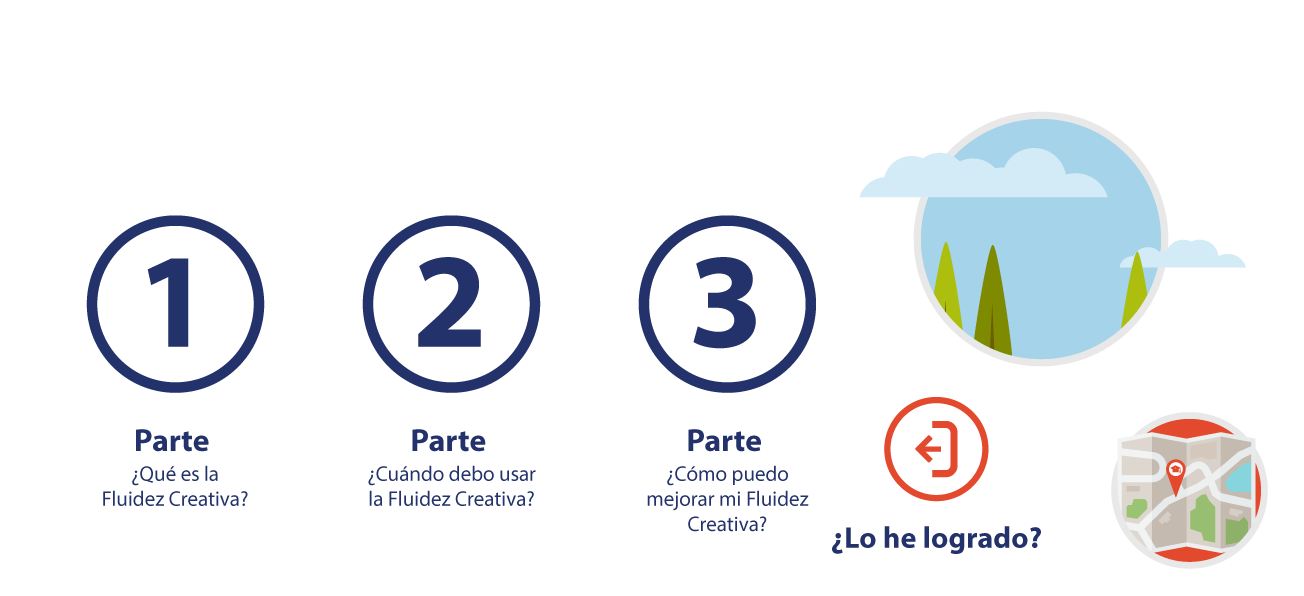 1
Parte
¿Qué es la
Fluidez Creativa?
2
Parte
¿Cuándo debo usar
la Fluidez Creativa?
3
Parte
¿Cómo puedo
mejorar mi Fluidez
Creativa?
¿Lo he logrado?